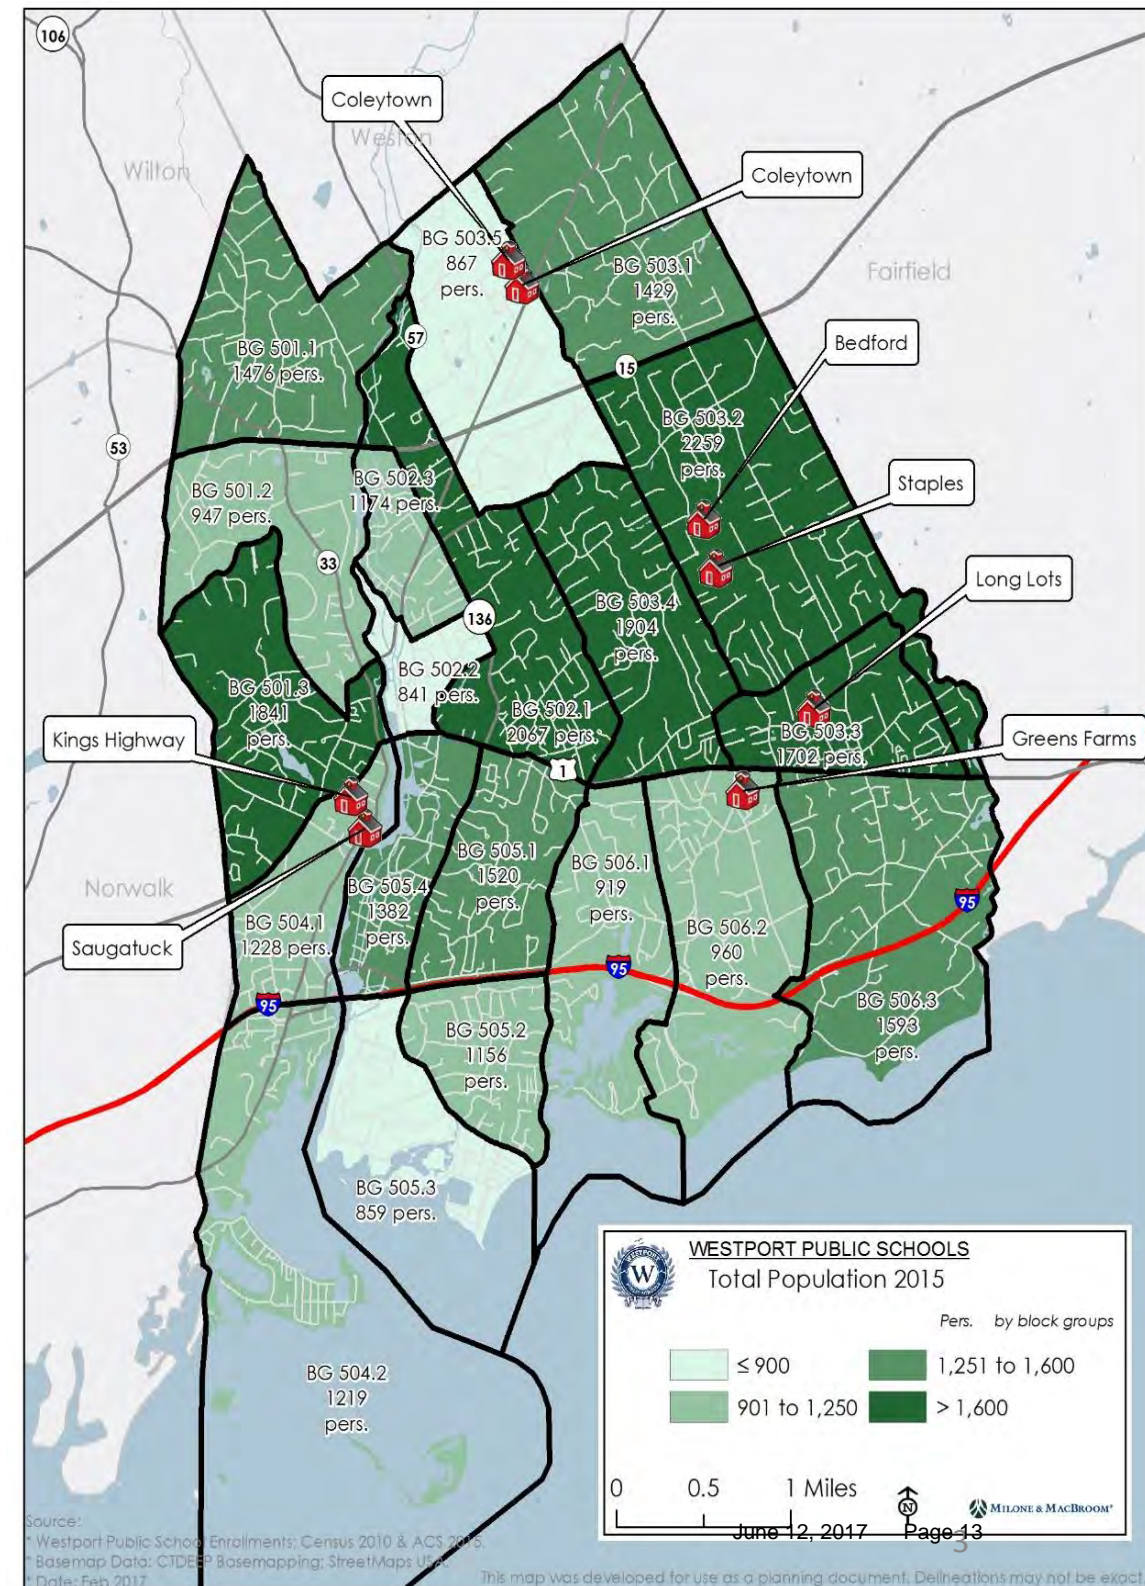 106
Coleytown
Weston
Wilton
Coleytown
BG 503.5
867
pers.
BG 503.1
1429
pers.
Fairfield
57
Bedford
BG 501.1
1476 pers.
15
53
BG 503.2
2259
pers.
BG 501.2
947 pers.
BG 502.3
1174 pers.
Staples
33
Long Lots
136
BG 503.4
1904
pers.
BG 502.2
841 pers.
BG 501.3
1841
pers.
BG 502.1
2067 pers.
BG 503.3
1702 pers.
Kings Highway
Greens Farms
1
BG 505.1
1520
pers.
BG 506.1
919
pers.
Norwalk
BG 505.4
1382
pers.
95
BG 504.1
1228 pers.
BG 506.2
960
pers.
Saugatuck
95
95
BG 506.3
1593
pers.
BG 505.2
1156
pers.
BG 505.3
859 pers.
BG 504.2
1219
pers.
WESTPORT
W
WESTPORT PUBLIC SCHOOLS
Total Population 2015
Pers. by block groups
≤ 900
1,251 to 1,600
901 to 1,250
> 1,600
0 0.5 1 Miles
N
MILONE & MACBROOM®
June 12, 2017 Page 13
3
Source:
* Westport Public School Enrollments; Census 2010 & ACS 2015.
* Basemap Data: CTDEEP Basemapping; StreetMaps USA.
* Date: Feb 2017
This map was developed for use as a planning document. Delineations may not be exact